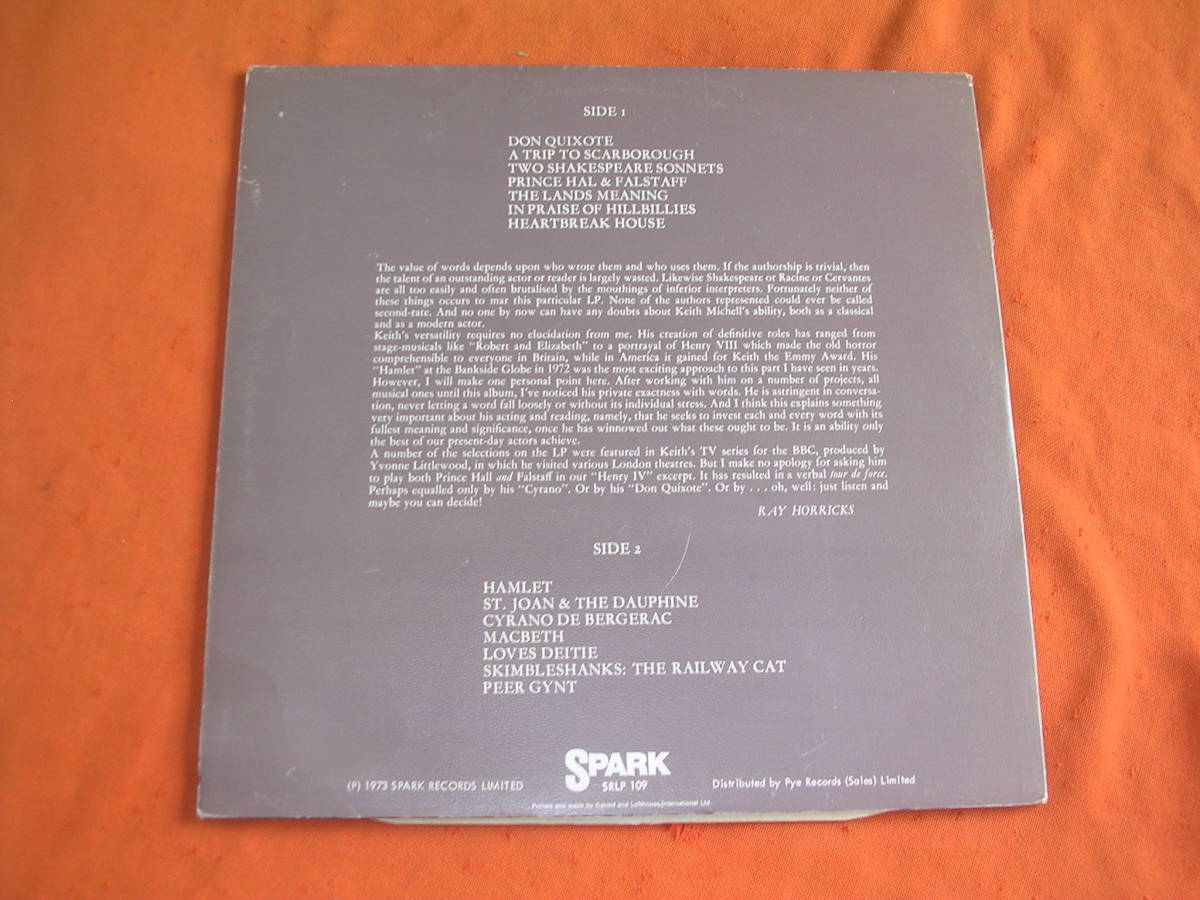 SIDE 1
DON QUIXOTE
A TRIP TO SCARBOROUGH
TWO SHAKESPEARE SONNETS
PRINCE HAL & FALSTAFF
THE LANDS MEANING
IN PRAISE OF HILLBILLIES
HEARTBREAK HOUSE
The value of words depends upon who wrote them and who uses them. If the authorship is trivial, then
the talent of an outstanding actor or reader is largely wasted. Likewise Shakespeare or Racine or Cervantes
are all too easily and often brutalised by the mouthings of inferior interpreters. Fortunately neither of
these things occurs to mar this particular LP. None of the authors represented could ever be called
second-rate. And no one by now can have any doubts about Keith Michell's ability, both as a classical
and as a modern actor.
Keith's versatility requires no elucidation from me. His creation of definitive roles has ranged from
stage-musicals like "Robert and Elizabeth" to a portrayal of Henry VIII which made the old horror
comprehensible to everyone in Britain, while in America it gained for Keith the Emmy Award. His
"Hamlet" at the Bankside Globe in 1972 was the most exciting approach to this part I have seen in years.
However, I will make one personal point here. After working with him on a number of projects, all
musical ones until this album, I've noticed his private exactness with words. He is astringent in conversa-
tion, never letting a word fall loosely or without its individual stress. And I think this explains something
very important about his acting and reading, namely, that he seeks to invest each and every word with its
fullest meaning and significance, once he has winnowed out what these ought to be. It is an ability only
the best of our present-day actors achieve.
A number of the selections on the LP were featured in Keith's TV series for the BBC, produced by
Yvonne Littlewood, in which he visited various London theatres. But I make no apology for asking him
to play both Prince Hall and Falstaff in our "Henry IV" excerpt. It has resulted in a verbal tour de force.
Perhaps equalled only by his "Cyrano". Or by his "Don Quixote". Or by . . . oh, well: just listen and
maybe you can decide!
RAY HORRICKS
SIDE 2
HAMLET
ST. JOAN & THE DAUPHINE
CYRANO DE BERGERAC
MACBETH
LOVES DEITIE
SKIMBLESHANKS: THE RAILWAY CAT
PEER GYNT
SPARK
SRLP 109
(P) 1973 SPARK RECORDS LIMITED
Distributed by Pye Records (Sales) Limited
Printed and made by Garrod and Lofthouse International Ltd.